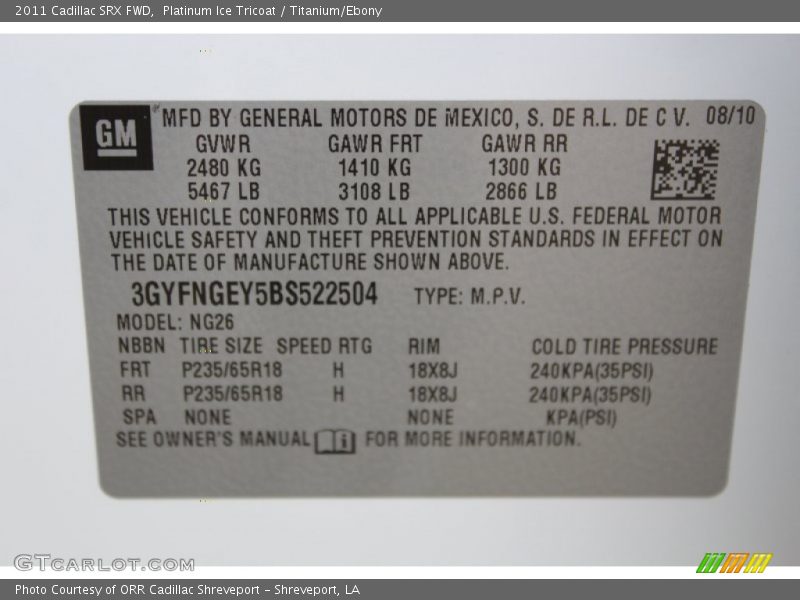 2011 Cadillac SRX FWD, Platinum Ice Tricoat / Titanium/Ebony
GM MFD BY GENERAL MOTORS DE MEXICO, S. DE R.L. DE C V. 08/10
GVWR GAWR FRT GAWR RR
2480 KG 1410 KG 1300 KG
5467 LB 3108 LB 2866 LB
THIS VEHICLE CONFORMS TO ALL APPLICABLE U.S. FEDERAL MOTOR
VEHICLE SAFETY AND THEFT PREVENTION STANDARDS IN EFFECT ON
THE DATE OF MANUFACTURE SHOWN ABOVE.
3GYFNGEY5BS522504 TYPE: M.P.V.
MODEL: NG26
NBBN TIRE SIZE SPEED RTG RIM COLD TIRE PRESSURE
FRT P235/65R18 H 18X8J 240KPA(35PSI)
RR P235/65R18 H 18X8J 240KPA(35PSI)
SPA NONE NONE KPA(PSI)
SEE OWNER'S MANUAL i FOR MORE INFORMATION.
GTCARLOT.COM
Photo Courtesy of ORR Cadillac Shreveport - Shreveport, LA